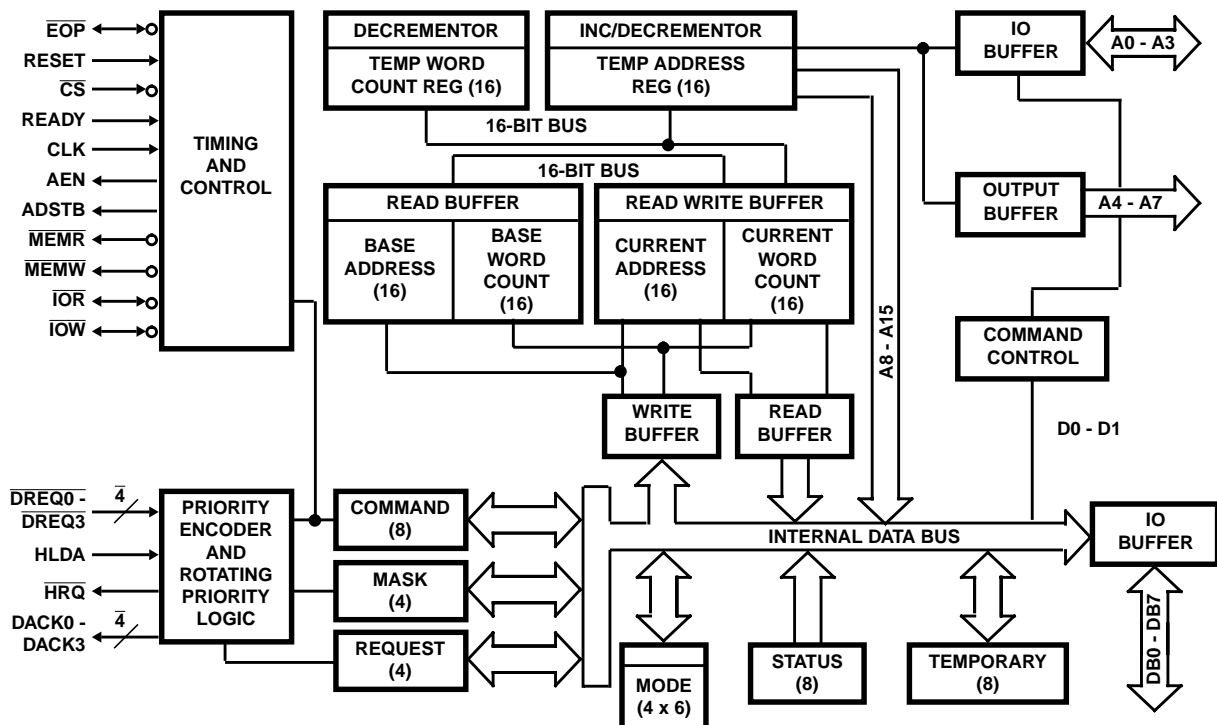 EOP
RESET
CS
READY
CLK
AEN
ADSTB
MEMR
MEMW
IOR
IOW
TIMING
AND
CONTROL
DECREMENTOR
TEMP WORD
COUNT REG (16)
INC/DECREMENTOR
TEMP ADDRESS
REG (16)
16-BIT BUS
16-BIT BUS
READ BUFFER
BASE
ADDRESS
(16)
BASE
WORD
COUNT
(16)
READ WRITE BUFFER
CURRENT
ADDRESS
(16)
CURRENT
WORD
COUNT
(16)
WRITE
BUFFER
READ
BUFFER
A8 - A15
IO
BUFFER
A0 - A3
OUTPUT
BUFFER
A4 - A7
COMMAND
CONTROL
D0 - D1
DREQ0 -
DREQ3
4
HLDA
HRQ
DACK0 -
DACK3
4
PRIORITY
ENCODER
AND
ROTATING
PRIORITY
LOGIC
COMMAND
(8)
MASK
(4)
REQUEST
(4)
INTERNAL DATA BUS
IO
BUFFER
DB0 - DB7
MODE
(4 x 6)
STATUS
(8)
TEMPORARY
(8)